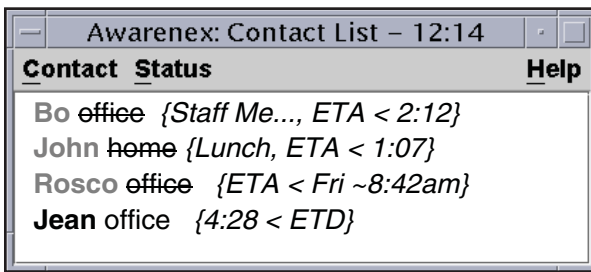 Awarenex: Contact List – 12:14
Contact Status Help
Bo office {Staff Me..., ETA < 2:12}
John home {Lunch, ETA < 1:07}
Rosco office {ETA < Fri ~8:42am}
Jean office {4:28 < ETD}